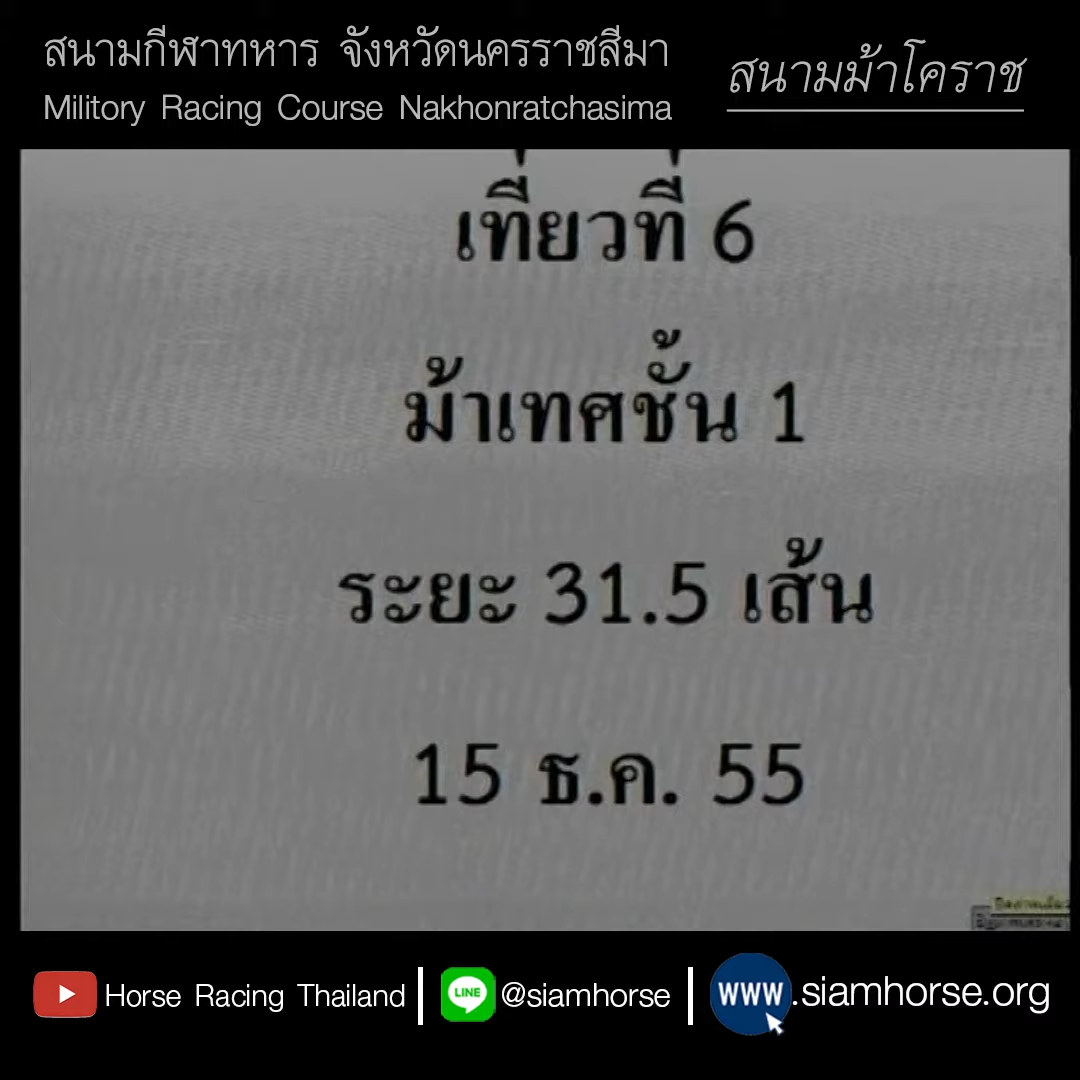 สนามกีฬาทหาร จังหวัดนครราชสีมา
Militory Racing Course Nakhonratchasima
สนามม้าโคราช
เที่ยวที่ 6
ม้าเทศชั้น 1
ระยะ 31.5 เส้น
15 ธ.ค. 55
Horse Racing Thailand
LINE @siamhorse
www.siamhorse.org